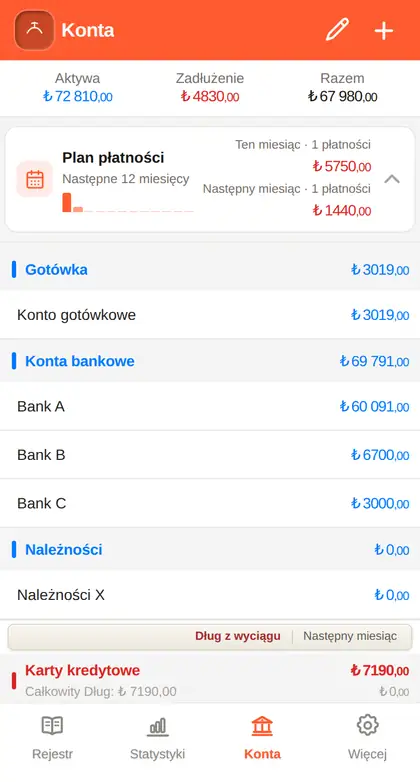 Konta
Aktywa Zadłużenie Razem
₺ 72 810,00 ₺ 4830,00 ₺ 67 980,00
Plan płatności
Następne 12 miesięcy
Ten miesiąc · 1 płatności
₺ 5750,00
Następny miesiąc · 1 płatności
₺ 1440,00
Gotówka ₺ 3019,00
Konto gotówkowe ₺ 3019,00
Konta bankowe ₺ 69 791,00
Bank A ₺ 60 091,00
Bank B ₺ 6700,00
Bank C ₺ 3000,00
Należności ₺ 0,00
Należności X ₺ 0,00
Dług z wyciągu Następny miesiąc
Karty kredytowe ₺ 7190,00
Całkowity Dług: ₺ 7190,00 ₺ 0,00
Rejestr Statystyki Konta Więcej